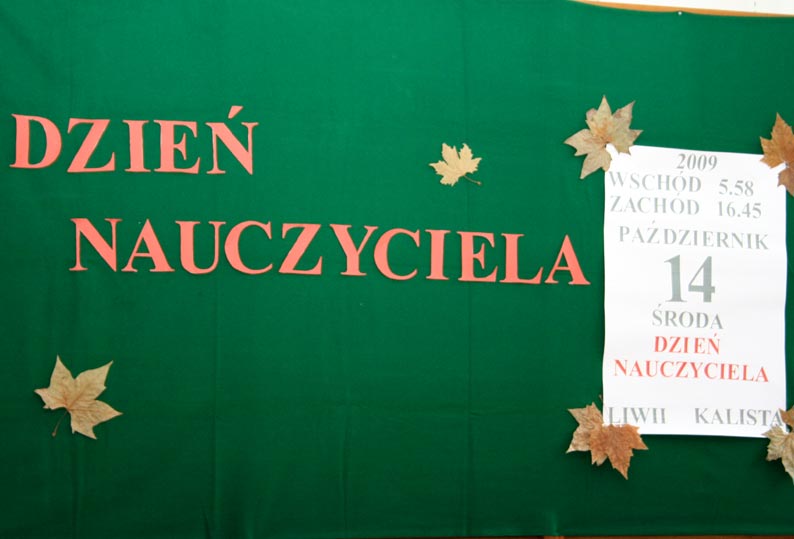 DZIEŃ
NAUCZYCIELA
2009
WSCHÓD 5.58
ZACHÓD 16.45
PAŹDZIERNIK
14
ŚRODA
DZIEŃ
NAUCZYCIELA
LIWII KALISTA